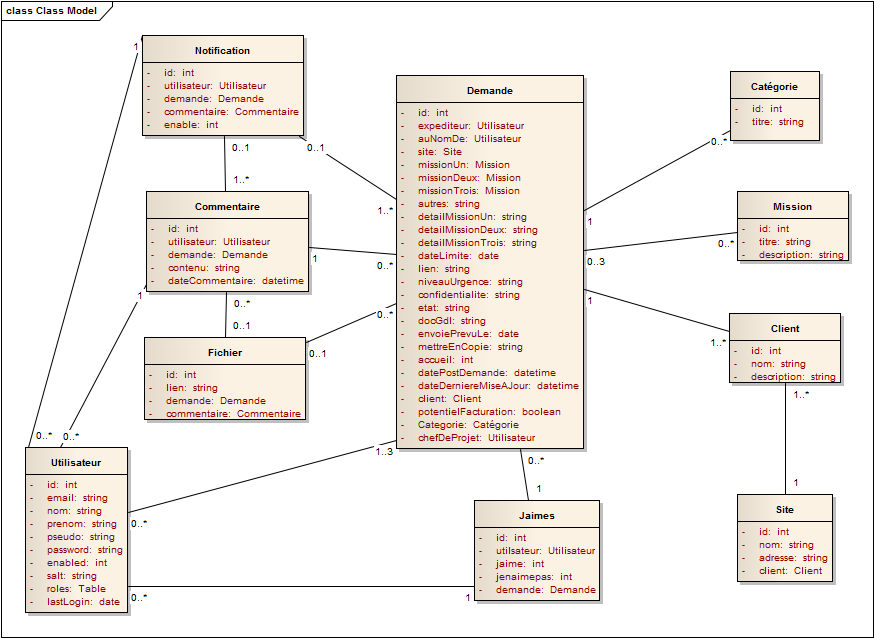 class Class Model
Notification
- id: int
- utilisateur: Utilisateur
- demande: Demande
- commentaire: Commentaire
- enable: int
1
0..1
0..1
1..*
1..*
Commentaire
- id: int
- utilisateur: Utilisateur
- demande: Demande
- contenu: string
- dateCommentaire: datetime
1
0..*
1
0..*
0..1
0..*
0..1
Fichier
- id: int
- lien: string
- demande: Demande
- commentaire: Commentaire
0..*
0..*
Utilisateur
- id: int
- email: string
- nom: string
- prenom: string
- pseudo: string
- password: string
- enabled: int
- salt: string
- roles: Table
- lastLogin: date
0..*
1..3
0..*
1
Demande
- id: int
- expediteur: Utilisateur
- auNomDe: Utilisateur
- site: Site
- missionUn: Mission
- missionDeux: Mission
- missionTrois: Mission
- autres: string
- detailMissionUn: string
- detailMissionDeux: string
- detailMissionTrois: string
- dateLimite: date
- lien: string
- niveauUrgence: string
- confidentialite: string
- etat: string
- docGdl: string
- envoiePrevuLe: date
- mettreEnCopie: string
- accueil: int
- datePostDemande: datetime
- dateDerniereMiseAJour: datetime
- client: Client
- potentielFacturation: boolean
- Categorie: Catégorie
- chefDeProjet: Utilisateur
0..*
1
Jaimes
- id: int
- utilsateur: Utilisateur
- jaime: int
- jenaimepas: int
- demande: Demande
Catégorie
- id: int
- titre: string
0..*
1
Mission
- id: int
- titre: string
- description: string
0..*
0..3
1
Client
- id: int
- nom: string
- description: string
1..*
1..*
1
Site
- id: int
- nom: string
- adresse: string
- client: Client